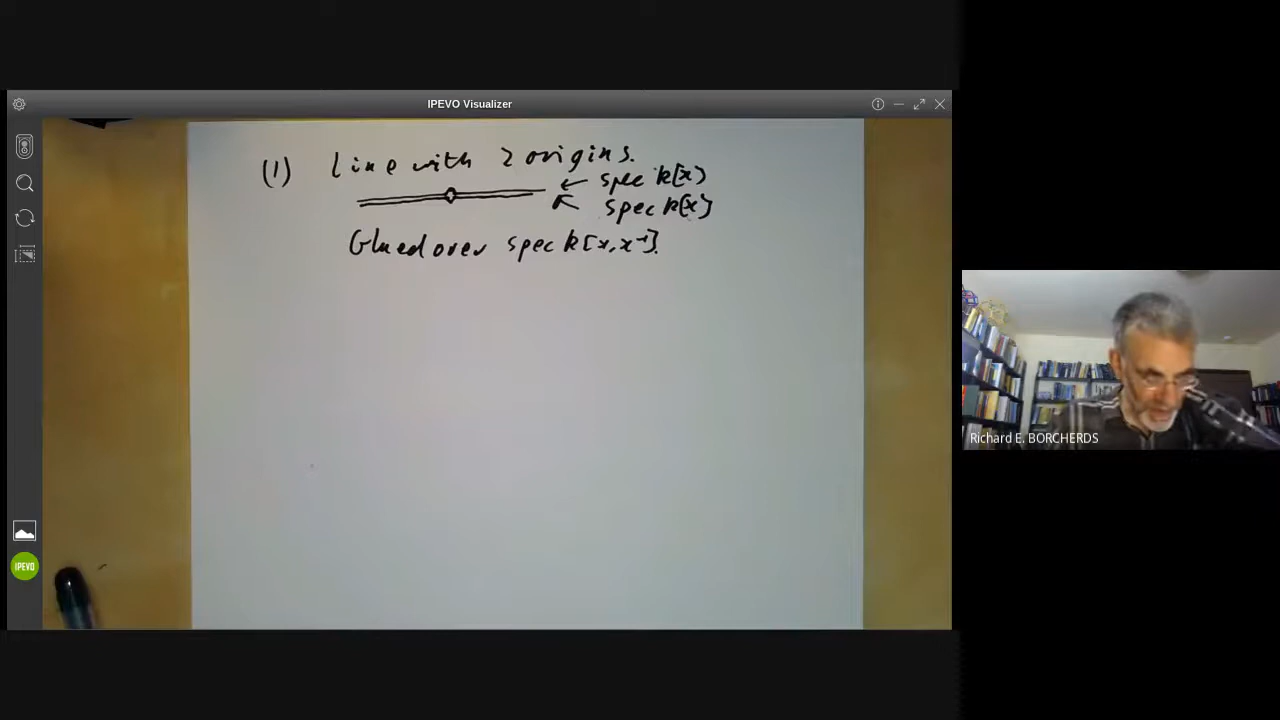 IPEVO Visualizer
(1) Line with 2 origins.
← spec k[x]
spec k[x]
Glued over spec k[x,x⁻¹].
Richard E. BORCHERDS
IPEVO